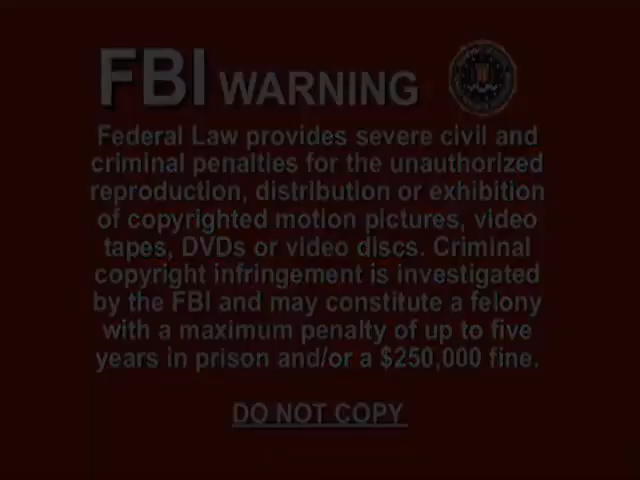 FBI WARNING
Federal Law provides severe civil and
criminal penalties for the unauthorized
reproduction, distribution or exhibition
of copyrighted motion pictures, video
tapes, DVDs or video discs. Criminal
copyright infringement is investigated
by the FBI and may constitute a felony
with a maximum penalty of up to five
years in prison and/or a $250,000 fine.
DO NOT COPY